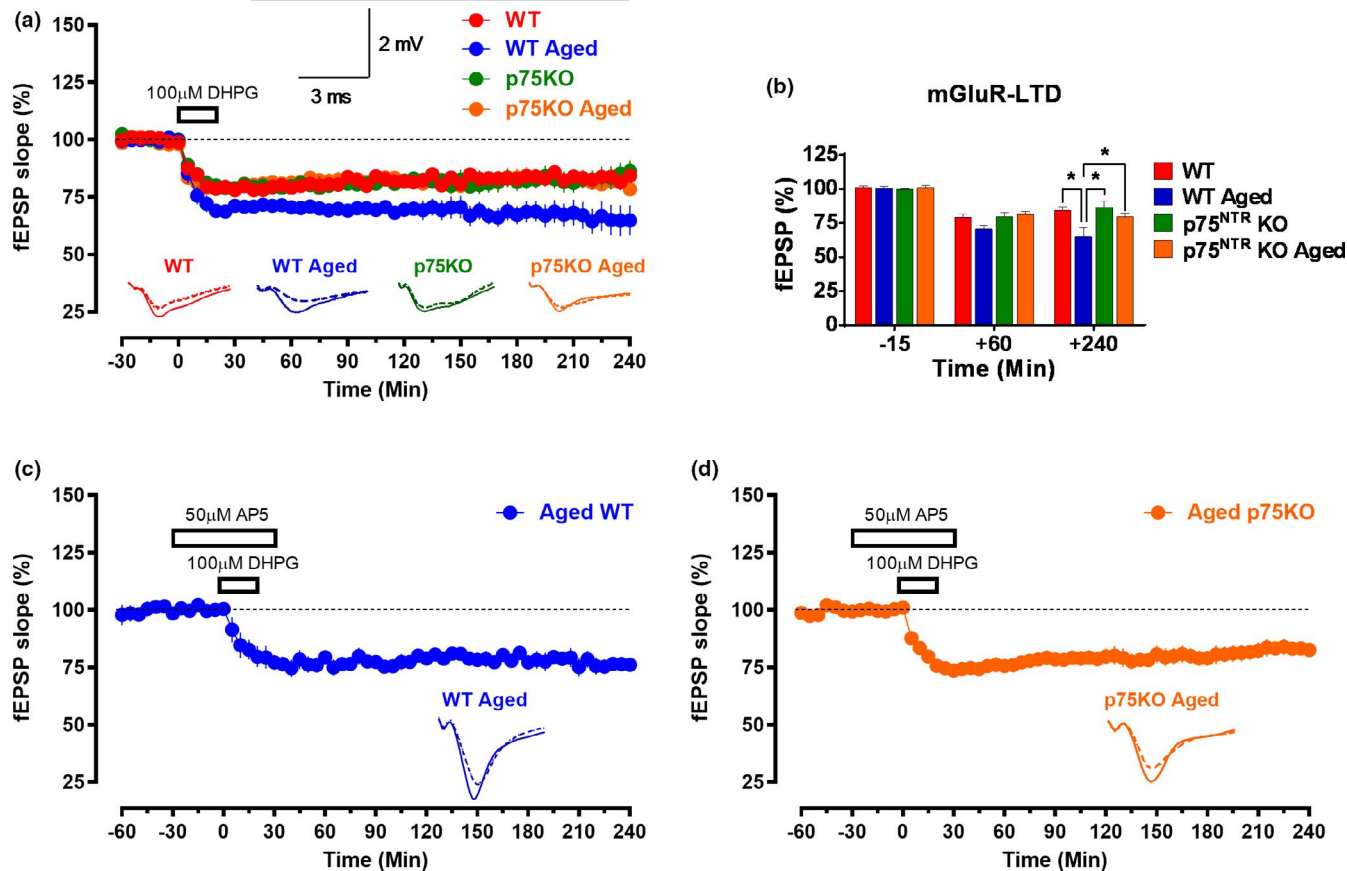 (a)
150
125
100
75
50
25
fEPSP slope (%)
100μM DHPG
2 mV
3 ms
WT
WT Aged
p75KO
p75KO Aged
WT
WT Aged
p75KO
p75KO Aged
-30 0 30 60 90 120 150 180 210 240
Time (Min)
(b)
mGluR-LTD
125
100
75
50
25
0
fEPSP (%)
* * *
WT
WT Aged
p75NTR KO
p75NTR KO Aged
-15 +60 +240
Time (Min)
(c)
150
125
100
75
50
25
fEPSP slope (%)
50μM AP5
100μM DHPG
Aged WT
WT Aged
-60 -30 0 30 60 90 120 150 180 210 240
Time (Min)
(d)
150
125
100
75
50
25
fEPSP slope (%)
50μM AP5
100μM DHPG
Aged p75KO
p75KO Aged
-60 -30 0 30 60 90 120 150 180 210 240
Time (Min)